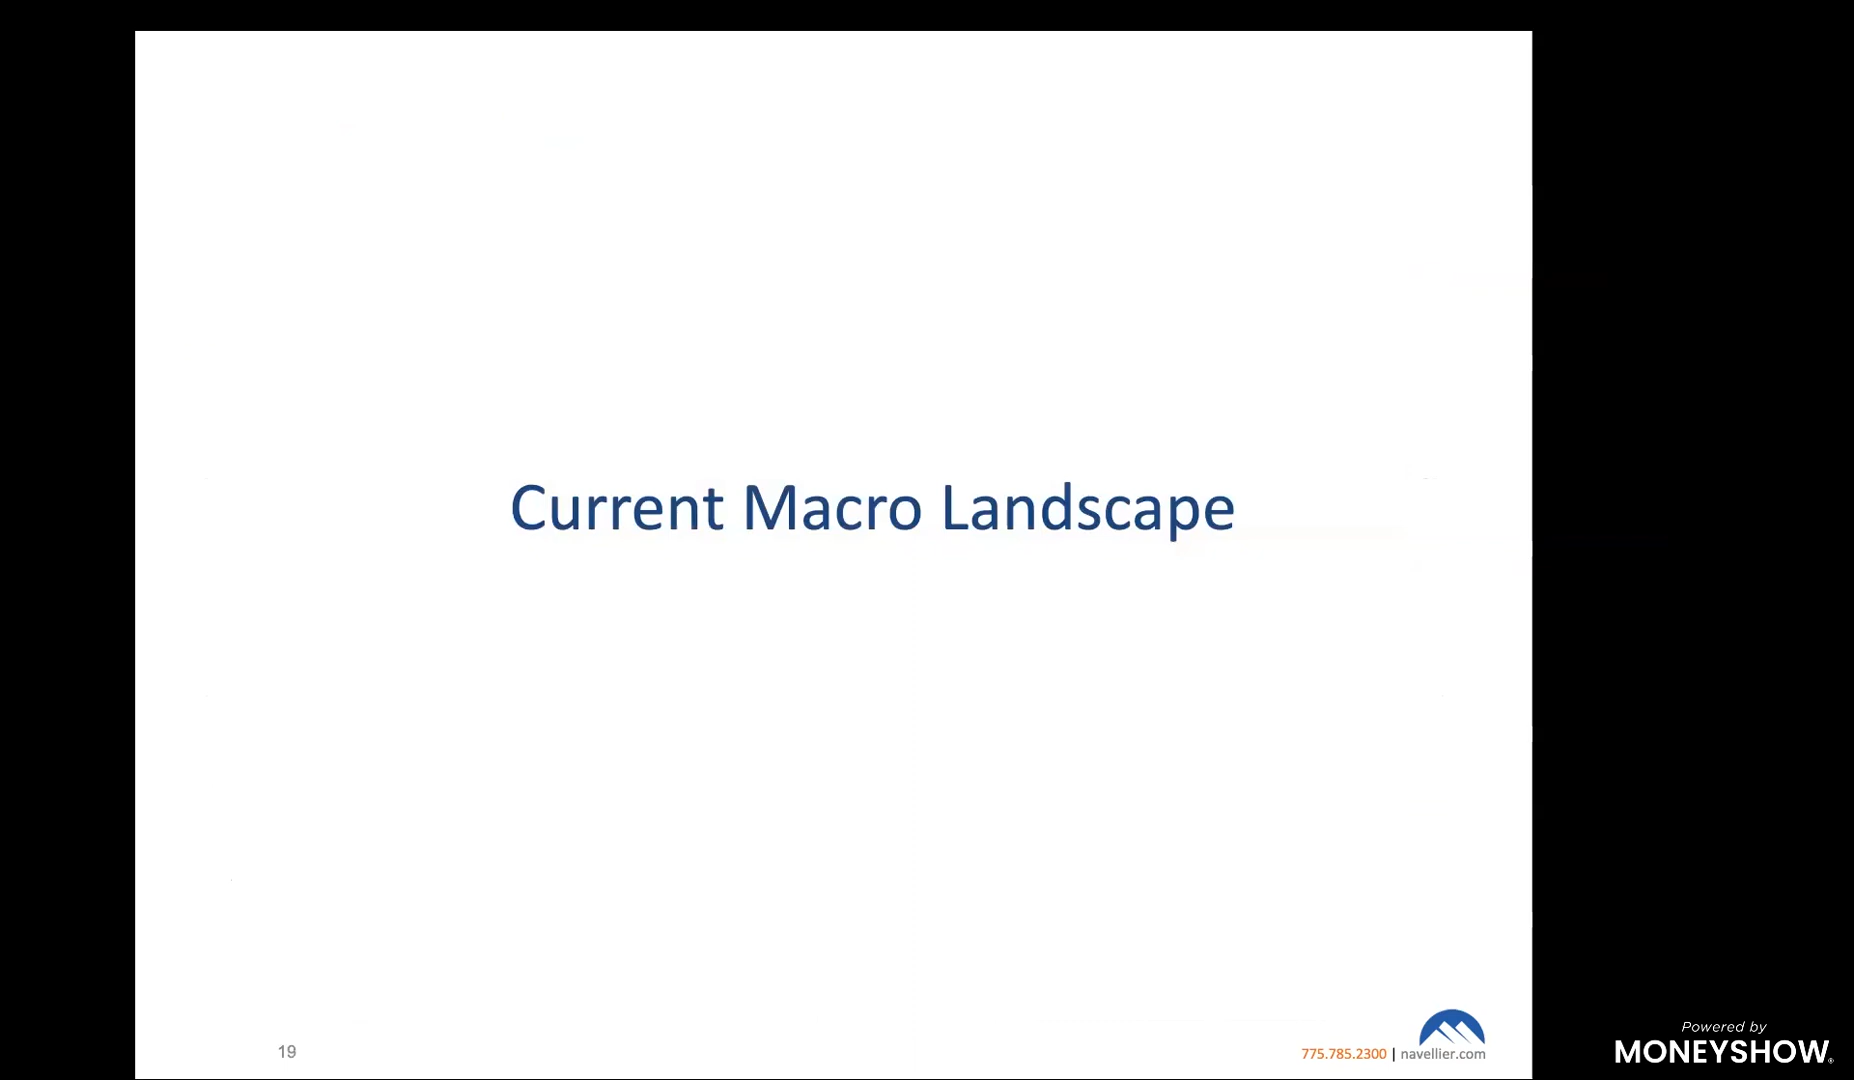 Current Macro Landscape
19
775.785.2300 | navellier.com
Powered by
MONEYSHOW®